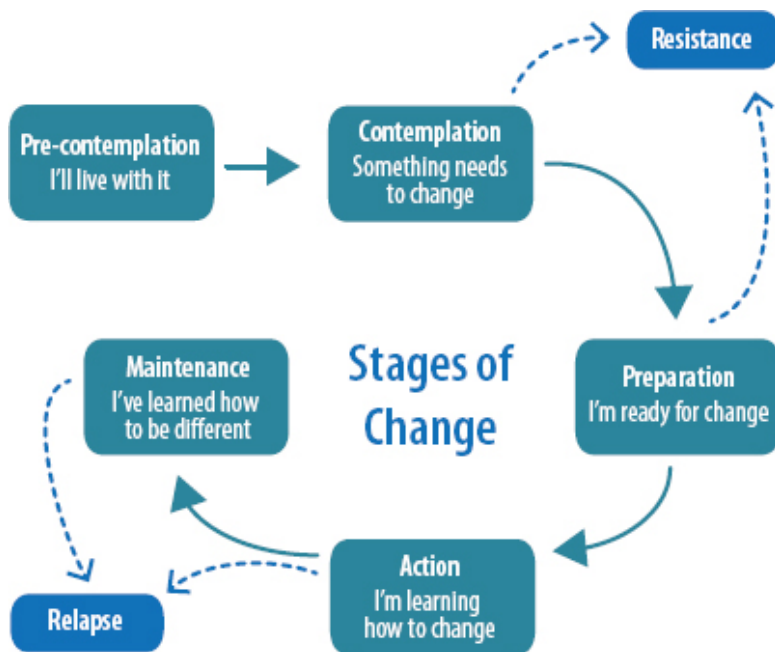 Resistance
Pre-contemplation
I'll live with it
Contemplation
Something needs
to change
Stages of
Change
Preparation
I'm ready for change
Maintenance
I've learned how
to be different
Action
I'm learning
how to change
Relapse